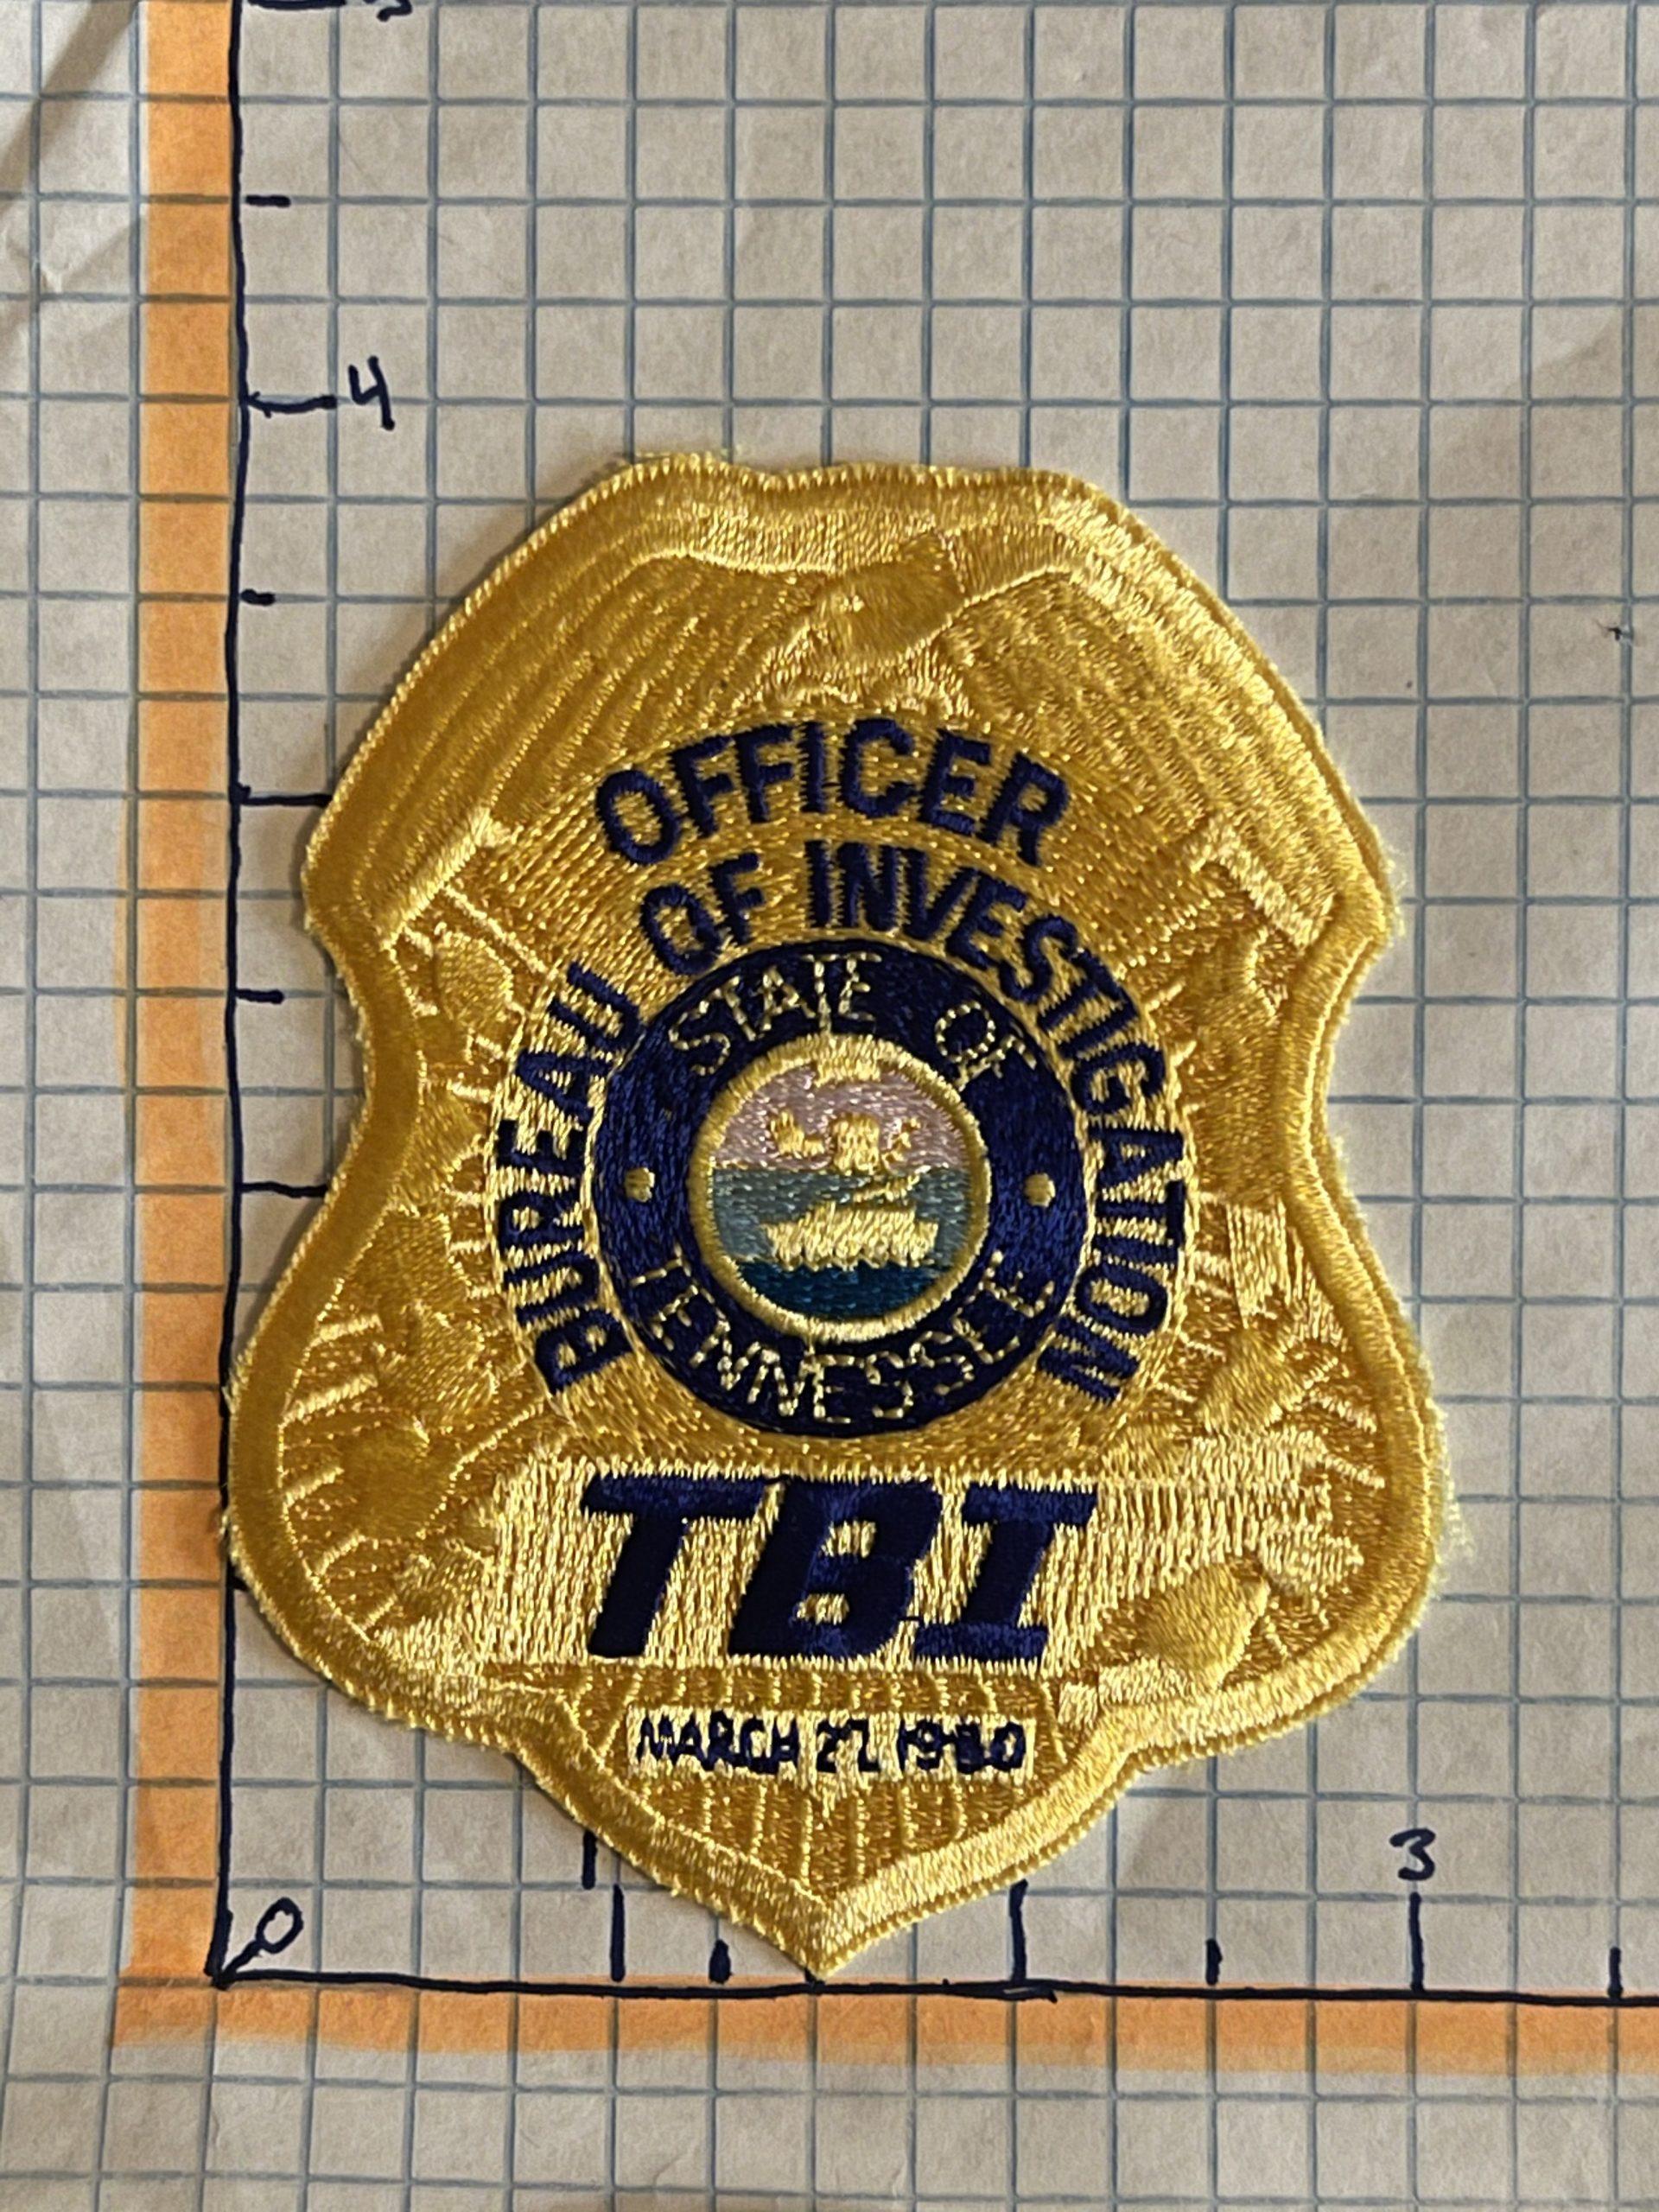 4
OFFICER
BUREAU OF INVESTIGATION
STATE OF
TENNESSEE
TBI
MARCH 27, 1980
3
0